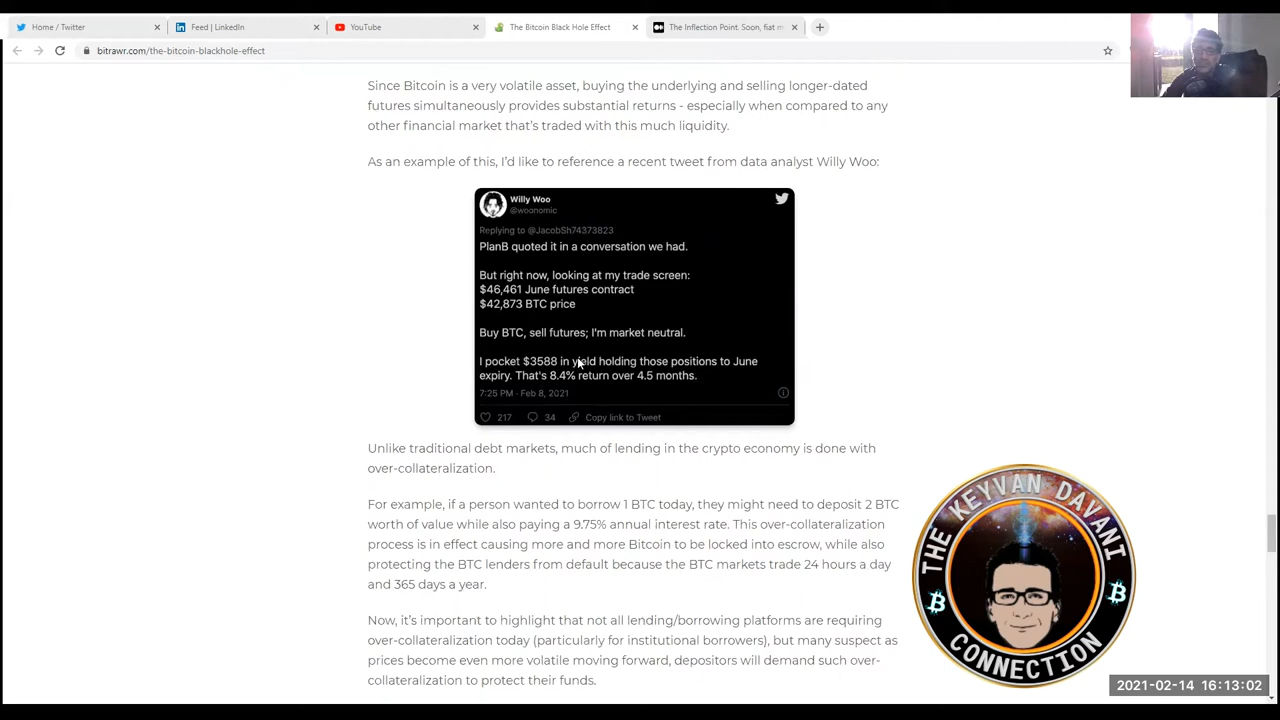 Home / Twitter
Feed | LinkedIn
YouTube
The Bitcoin Black Hole Effect
The Inflection Point. Soon, fiat m
bitrawr.com/the-bitcoin-blackhole-effect
Since Bitcoin is a very volatile asset, buying the underlying and selling longer-dated
futures simultaneously provides substantial returns - especially when compared to any
other financial market that's traded with this much liquidity.
As an example of this, I'd like to reference a recent tweet from data analyst Willy Woo:
Willy Woo
@woonomic
Replying to @JacobSh74373823
PlanB quoted it in a conversation we had.
But right now, looking at my trade screen:
$46,461 June futures contract
$42,873 BTC price
Buy BTC, sell futures; I'm market neutral.
I pocket $3588 in yield holding those positions to June
expiry. That's 8.4% return over 4.5 months.
7:25 PM · Feb 8, 2021
217 34 Copy link to Tweet
Unlike traditional debt markets, much of lending in the crypto economy is done with
over-collateralization.
For example, if a person wanted to borrow 1 BTC today, they might need to deposit 2 BTC
worth of value while also paying a 9.75% annual interest rate. This over-collateralization
process is in effect causing more and more Bitcoin to be locked into escrow, while also
protecting the BTC lenders from default because the BTC markets trade 24 hours a day
and 365 days a year.
Now, it's important to highlight that not all lending/borrowing platforms are requiring
over-collateralization today (particularly for institutional borrowers), but many suspect as
prices become even more volatile moving forward, depositors will demand such over-
collateralization to protect their funds.
THE KEYVAN DAVANI
CONNECTION
2021-02-14 16:13:02